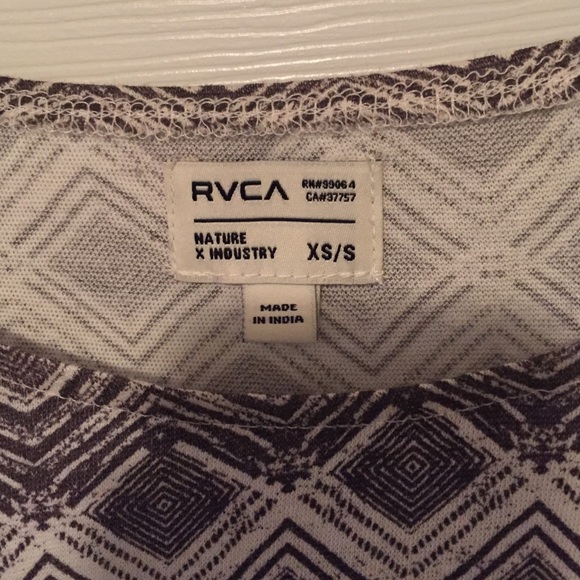 RVCA
RN#99064
CA#37757
NATURE
X INDUSTRY
XS/S
MADE
IN INDIA